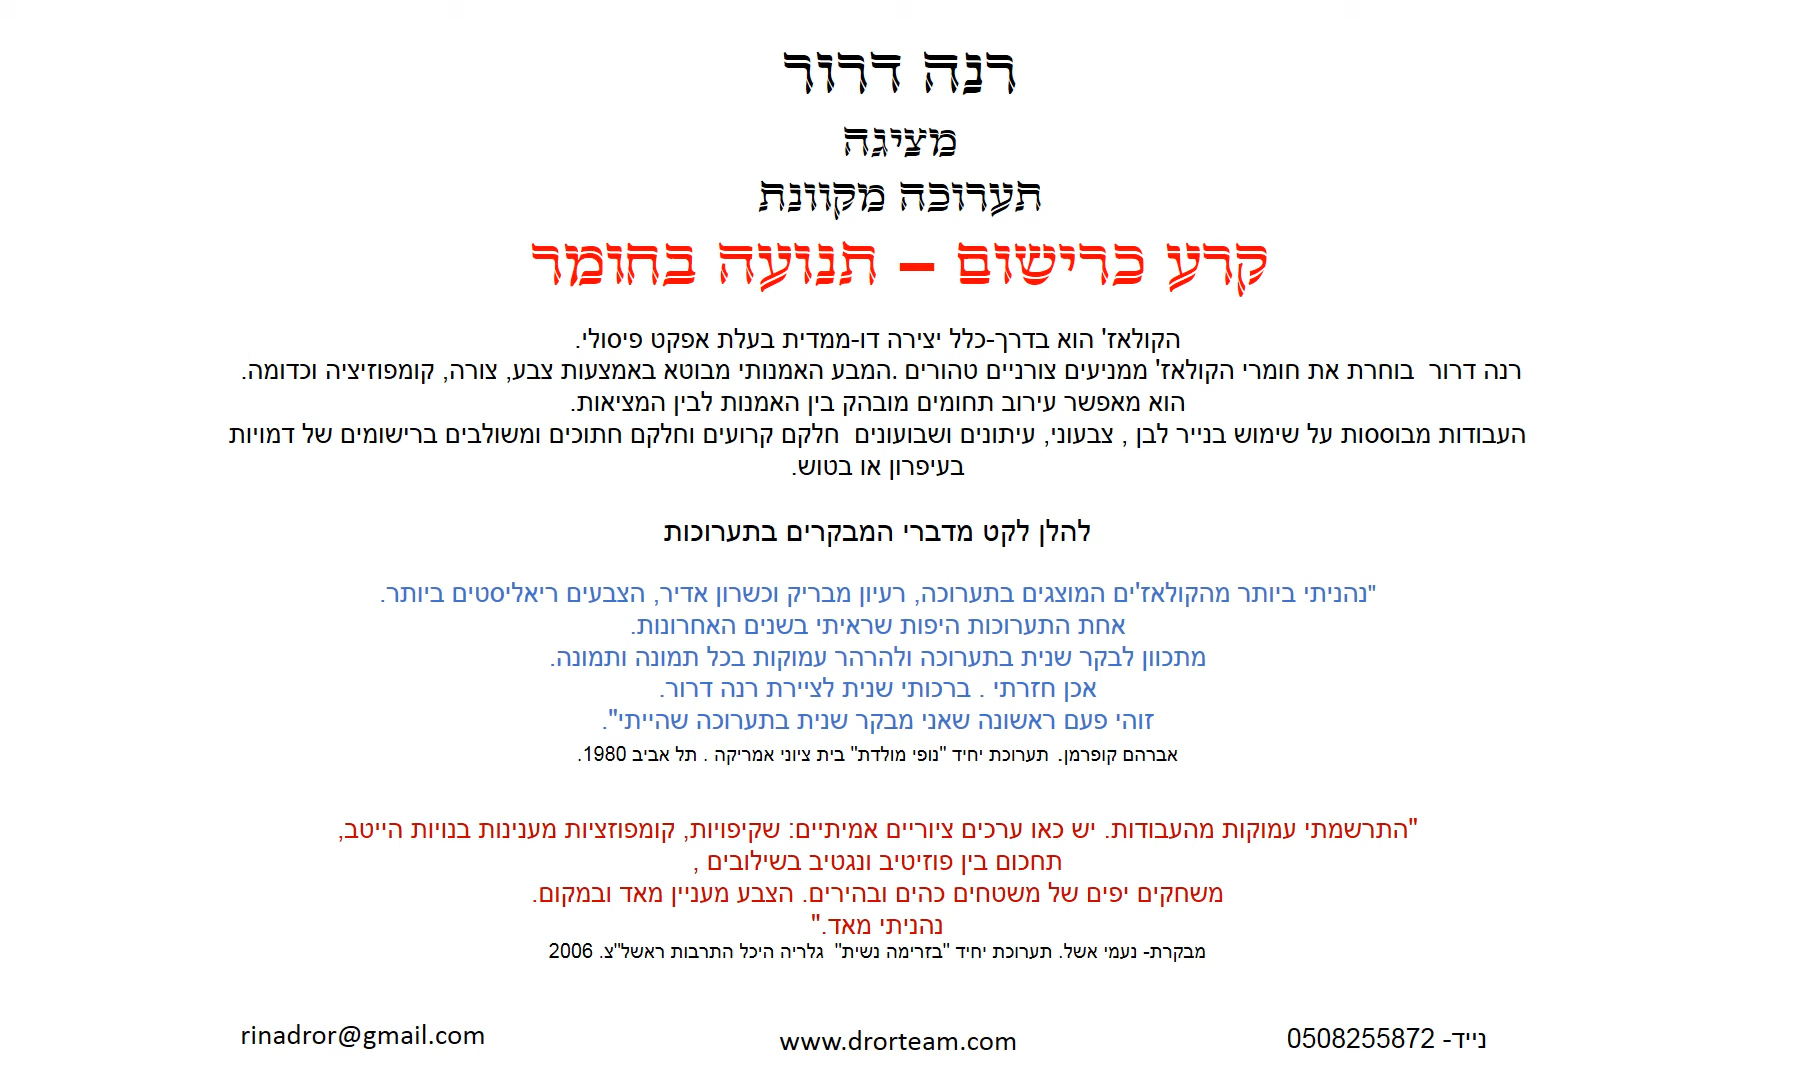 רנה דרור
מציגה
תערוכה מקוונת
קרע כרישום – תנועה בחומר
הקולאז' הוא בדרך-כלל יצירה דו-ממדית בעלת אפקט פיסולי.
רנה דרור  בוחרת את חומרי הקולאז' ממניעים צורניים טהורים .המבע האמנותי מבוטא באמצעות צבע, צורה, קומפוזיציה וכדומה.
הוא מאפשר עירוב תחומים מובהק בין האמנות לבין המציאות.
העבודות מבוססות על שימוש בנייר לבן , צבעוני, עיתונים ושבועונים  חלקם קרועים וחלקם חתוכים ומשולבים ברישומים של דמויות
בעיפרון או בטוש.
להלן לקט מדברי המבקרים בתערוכות
"נהניתי ביותר מהקולאז'ים המוצגים בתערוכה, רעיון מבריק וכשרון אדיר, הצבעים ריאליסטים ביותר.
אחת התערוכות היפות שראיתי בשנים האחרונות.
מתכוון לבקר שנית בתערוכה ולהרהר עמוקות בכל תמונה ותמונה.
אכן חזרתי . ברכותי שנית לציירת רנה דרור.
זוהי פעם ראשונה שאני מבקר שנית בתערוכה שהייתי".
אברהם קופרמן. תערוכת יחיד "נופי מולדת" בית ציוני אמריקה . תל אביב 1980.
"התרשמתי עמוקות מהעבודות. יש כאו ערכים ציוריים אמיתיים: שקיפויות, קומפוזציות מענינות בנויות הייטב,
תחכום בין פוזיטיב ונגטיב בשילובים ,
משחקים יפים של משטחים כהים ובהירים. הצבע מעניין מאד ובמקום.
נהניתי מאד."
מבקרת- נעמי אשל. תערוכת יחיד "בזרימה נשית"  גלריה היכל התרבות ראשל"צ. 2006
נייד- 0508255872
www.drorteam.com
rinadror@gmail.com